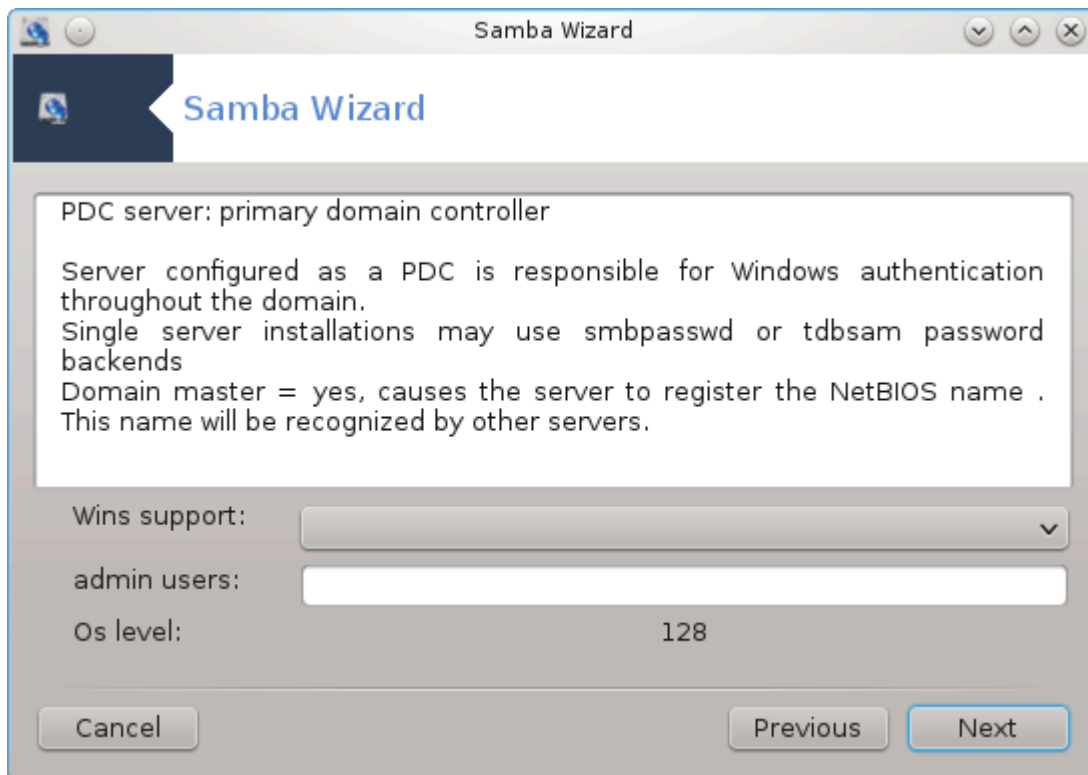 Samba Wizard
Samba Wizard
PDC server: primary domain controller
Server configured as a PDC is responsible for Windows authentication
throughout the domain.
Single server installations may use smbpasswd or tdbsam password
backends
Domain master = yes, causes the server to register the NetBIOS name .
This name will be recognized by other servers.
Wins support:
admin users:
Os level: 128
Cancel Previous Next